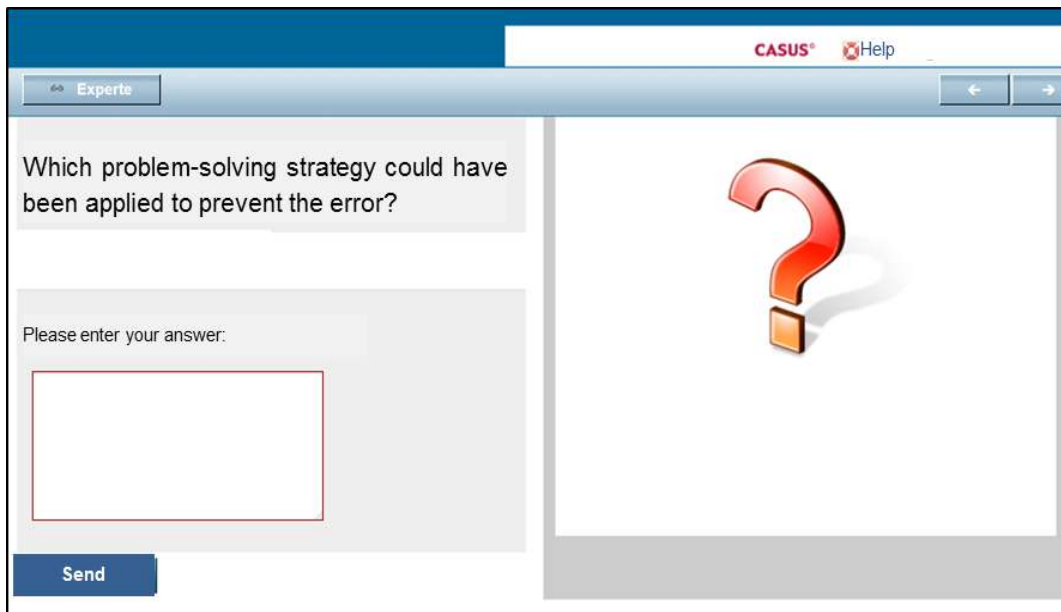 CASUS®
Help
Experte
Which problem-solving strategy could have
been applied to prevent the error?
Please enter your answer:
Send